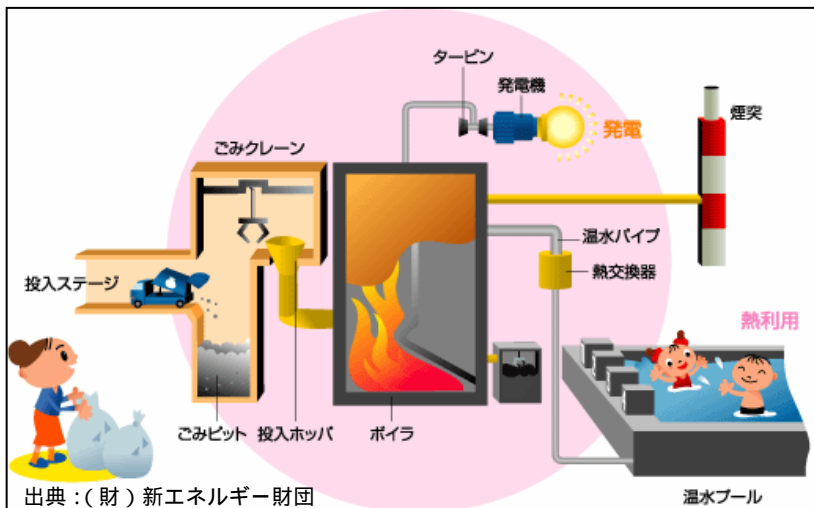 タービン
発電機
発電
煙突
ごみクレーン
温水パイプ
熱交換器
投入ステージ
熱利用
ごみピット
投入ホッパ
ボイラ
温水プール
出典:(財)新エネルギー財団